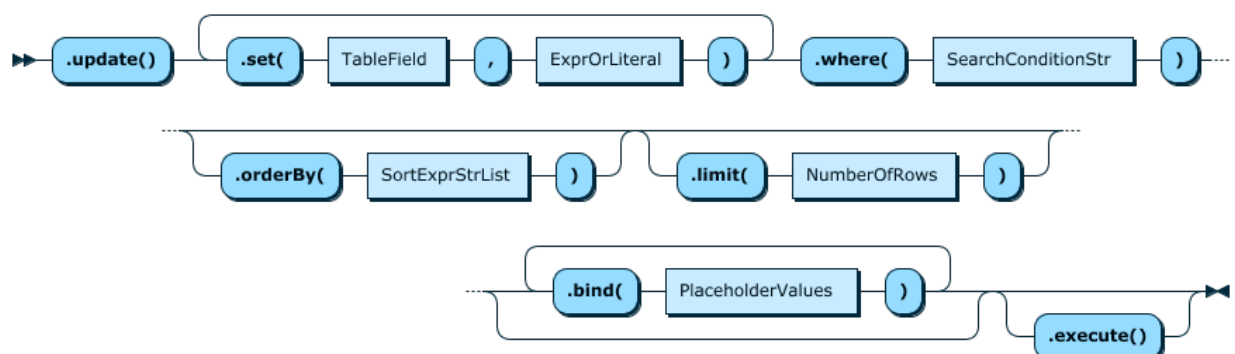 .update() .set( TableField , ExprOrLiteral ) .where( SearchConditionStr )
.orderBy( SortExprStrList ) .limit( NumberOfRows )
.bind( PlaceholderValues )
.execute()